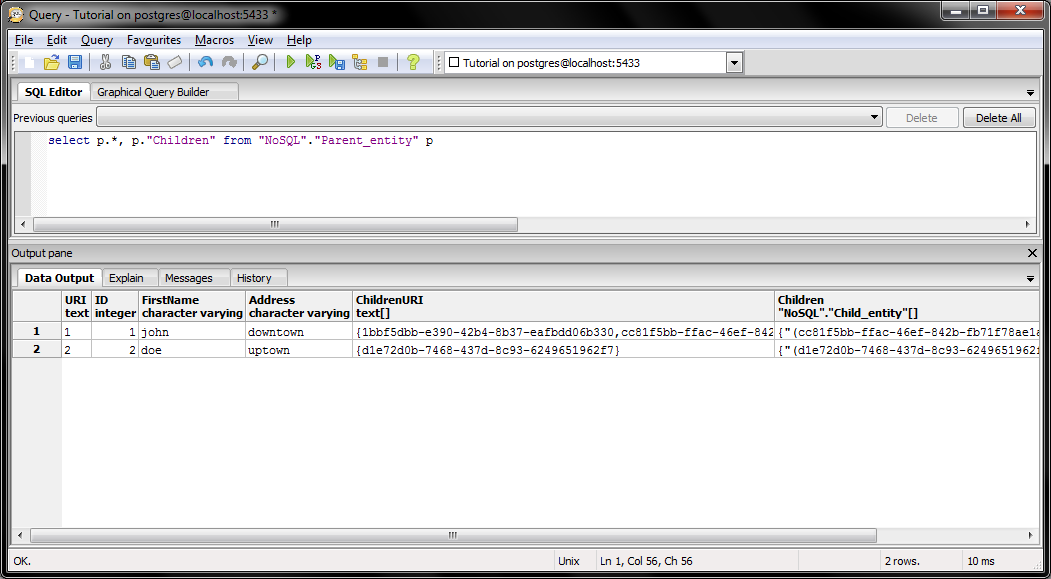 Query - Tutorial on postgres@localhost:5433 *
File Edit Query Favourites Macros View Help
Tutorial on postgres@localhost:5433
SQL Editor Graphical Query Builder
Previous queries Delete Delete All
select p.*, p."Children" from "NoSQL"."Parent_entity" p
Output pane
Data Output Explain Messages History
URI ID FirstName Address ChildrenURI Children
text integer character varying character varying text[] "NoSQL"."Child_entity"[]
1 1 1 john downtown {1bbf5dbb-e390-42b4-8b37-eafbdd06b330,cc81f5bb-ffac-46ef-842 {"(cc81f5bb-ffac-46ef-842b-fb71f78ae1a
2 2 2 doe uptown {d1e72d0b-7468-437d-8c93-6249651962f7} {"(d1e72d0b-7468-437d-8c93-6249651962f
OK. Unix Ln 1, Col 56, Ch 56 2 rows. 10 ms